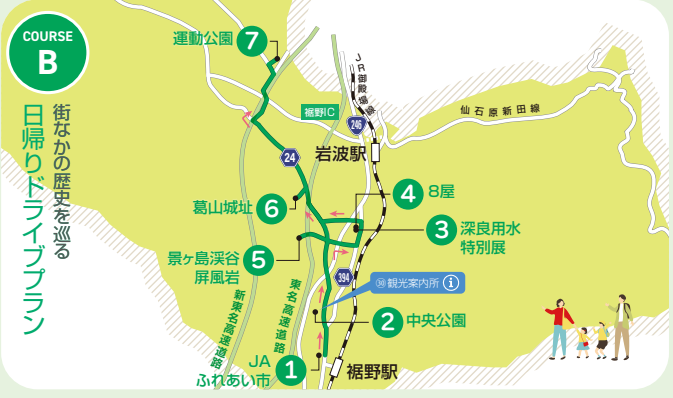 COURSE
B
街なかの歴史を巡る
日帰りドライブプラン
運動公園 7
JR御殿場線
裾野IC
246
仙石原新田線
岩波駅
24
4 8屋
葛山城址 6
3 深良用水
特別展
景ヶ島渓谷
屏風岩
5
394
観光案内所 i
新東名高速道路
東名高速道路
2 中央公園
JA
ふれあい市
1
裾野駅